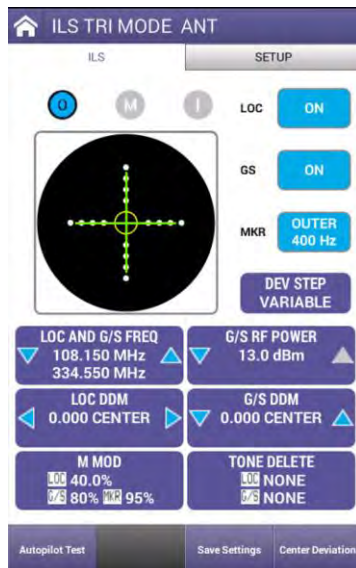 ILS TRI MODE ANT
ILS
SETUP
O M I
LOC ON
GS ON
MKR OUTER
400 Hz
DEV STEP
VARIABLE
LOC AND G/S FREQ
108.150 MHz
334.550 MHz
G/S RF POWER
13.0 dBm
LOC DDM
0.000 CENTER
G/S DDM
0.000 CENTER
M MOD
LOC 40.0%
G/S 80% MKR 95%
TONE DELETE
LOC NONE
G/S NONE
Autopilot Test
Save Settings
Center Deviation